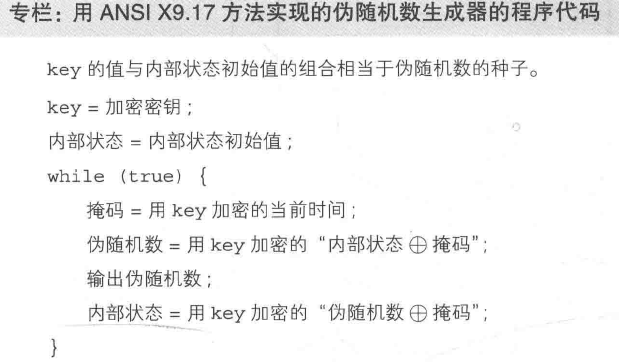 专栏：用 ANSI X9.17 方法实现的伪随机数生成器的程序代码
key 的值与内部状态初始值的组合相当于伪随机数的种子。
key = 加密密钥；
内部状态 = 内部状态初始值；
while (true) {
掩码 = 用 key 加密的当前时间；
伪随机数 = 用 key 加密的“内部状态 ⊕ 掩码”；
输出伪随机数；
内部状态 = 用 key 加密的“伪随机数 ⊕ 掩码”；
}